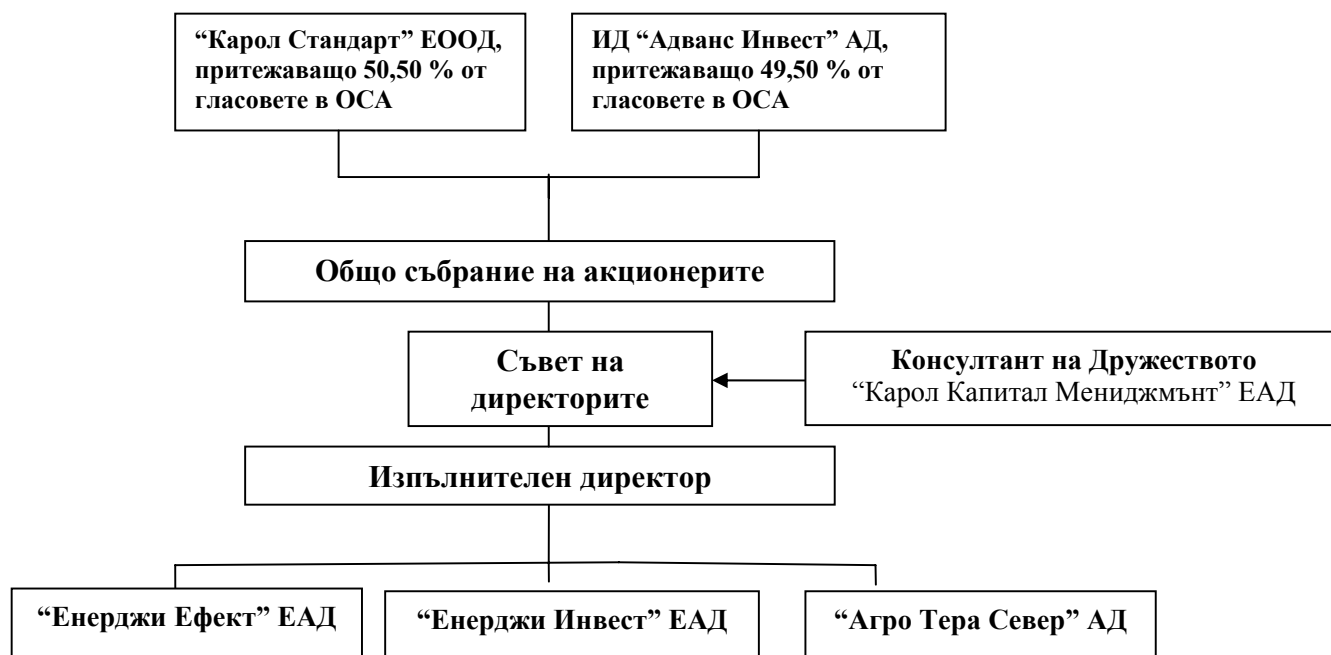 “Карол Стандарт” ЕООД,
притежаващо 50,50 % от
гласовете в ОСА
ИД “Адванс Инвест” АД,
притежаващо 49,50 % от
гласовете в ОСА
Общо събрание на акционерите
Съвет на
директорите
Консултант на Дружеството
“Карол Капитал Мениджмънт” ЕАД
Изпълнителен директор
“Енерджи Ефект” ЕАД
“Енерджи Инвест” ЕАД
“Агро Тера Север” АД